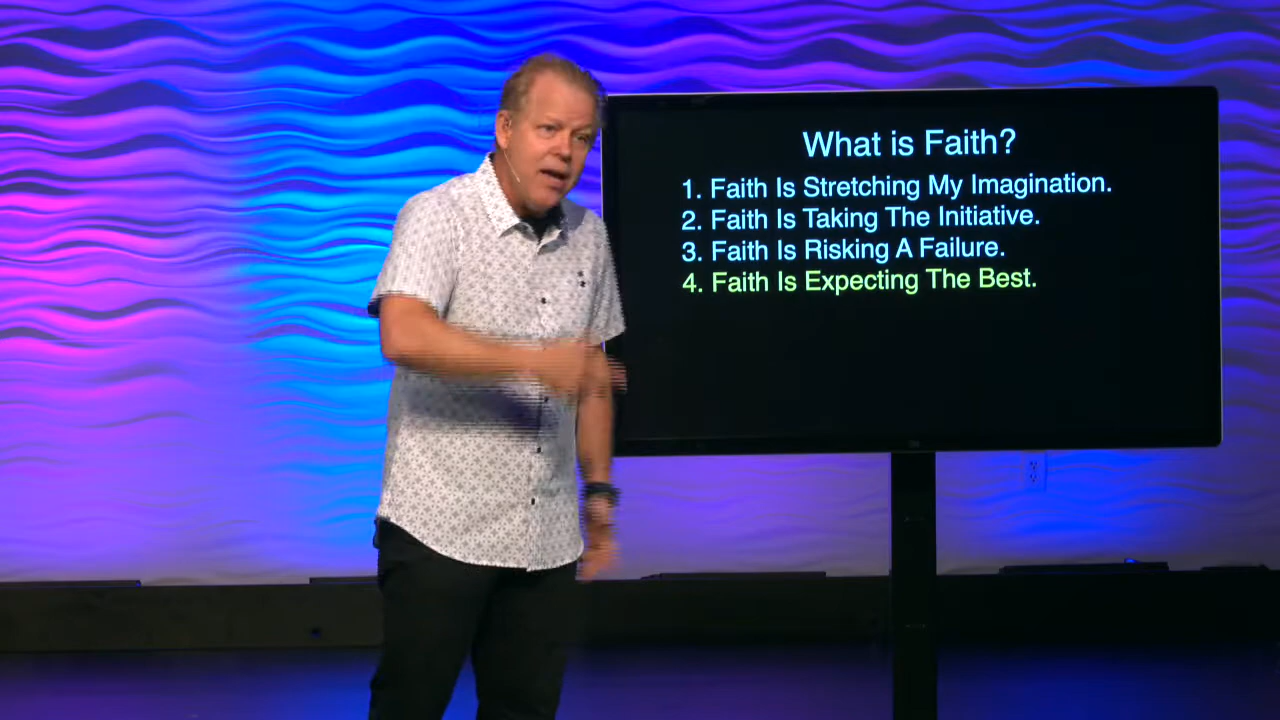 What is Faith?
1. Faith Is Stretching My Imagination.
2. Faith Is Taking The Initiative.
3. Faith Is Risking A Failure.
4. Faith Is Expecting The Best.